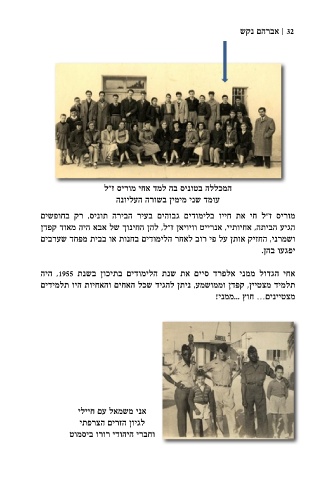 32 | אברהם נקש
המכללה בטוניס בה למד אחי מוריס ז"ל
עומד שני מימין בשורה העליונה
מוריס ז"ל חי את חייו בלימודים גבוהים בעיר הבירה תוניס, רק בחופשים
הגיע הביתה, אחיותיי, אנרייט וויויאן ז"ל, להן החינוך של אבא היה מאוד קפדן
ושמרני, החזיק אותן על פי רוב לאחר הלימודים בחנות או בבית מפחד שערבים
יפגעו בהן.
אחי הגדול ממני אלפרד סיים את שנת הלימודים בתיכון בשנת 1955, היה
תלמיד מצטיין, קפדן וממושמע, ניתן להגיד שכל האחים והאחיות היו תלמידים
מצטיינים... חוץ ...ממני!
אני משמאל עם חיילי
לגיון הזרים הצרפתי
וחברי היהודי רורו ביסמוט